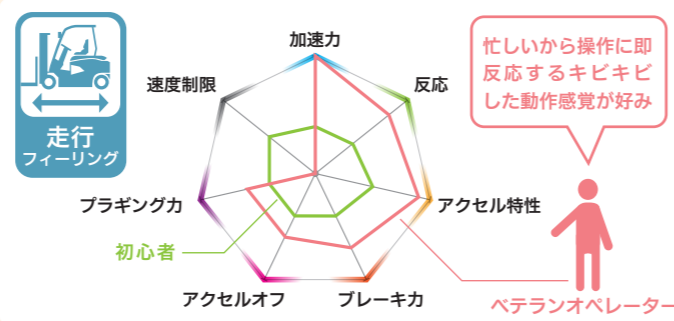 走行
フィーリング
加速力
反応
アクセル特性
ブレーキ力
アクセルオフ
プラギング力
速度制限
初心者
忙しいから操作に即
反応するキビキビ
した動作感覚が好み
ベテランオペレーター